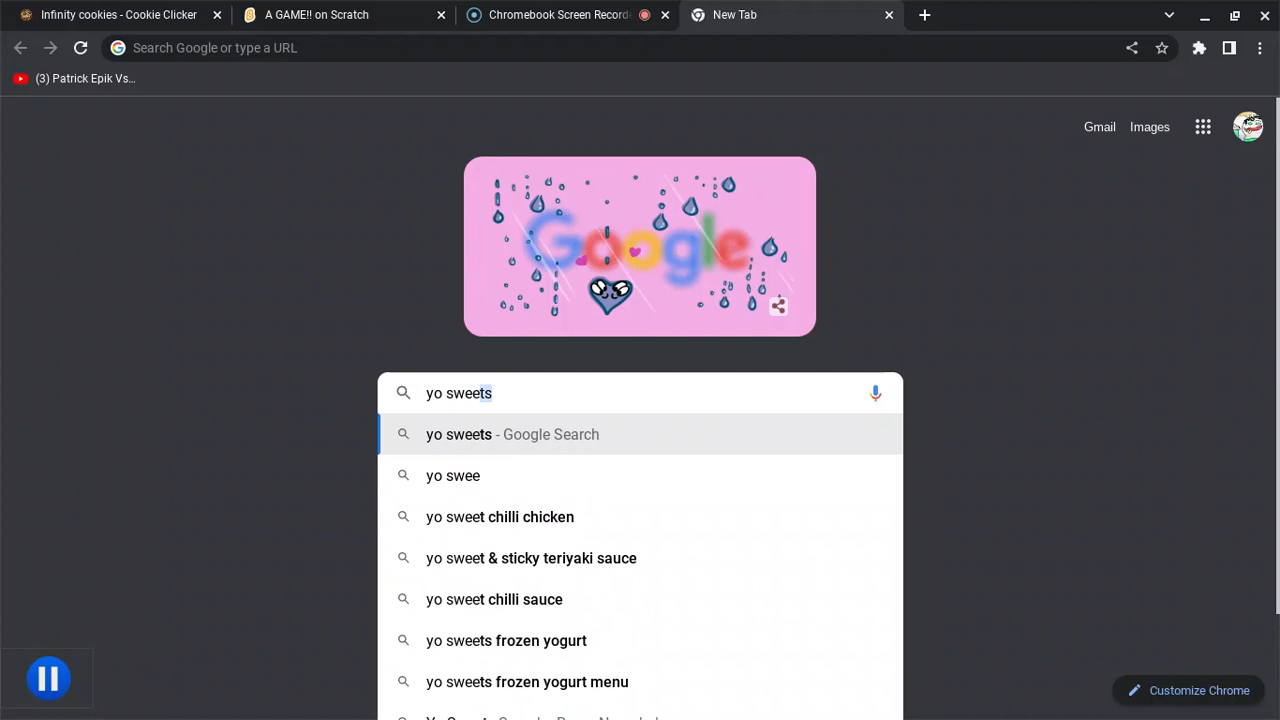 Infinity cookies - Cookie Clicker
A GAME!! on Scratch
Chromebook Screen Record
New Tab
Search Google or type a URL
(3) Patrick Epik Vs...
Gmail
Images
Google
yo sweets
yo sweets - Google Search
yo swee
yo sweet chilli chicken
yo sweet & sticky teriyaki sauce
yo sweet chilli sauce
yo sweets frozen yogurt
yo sweets frozen yogurt menu
Customize Chrome